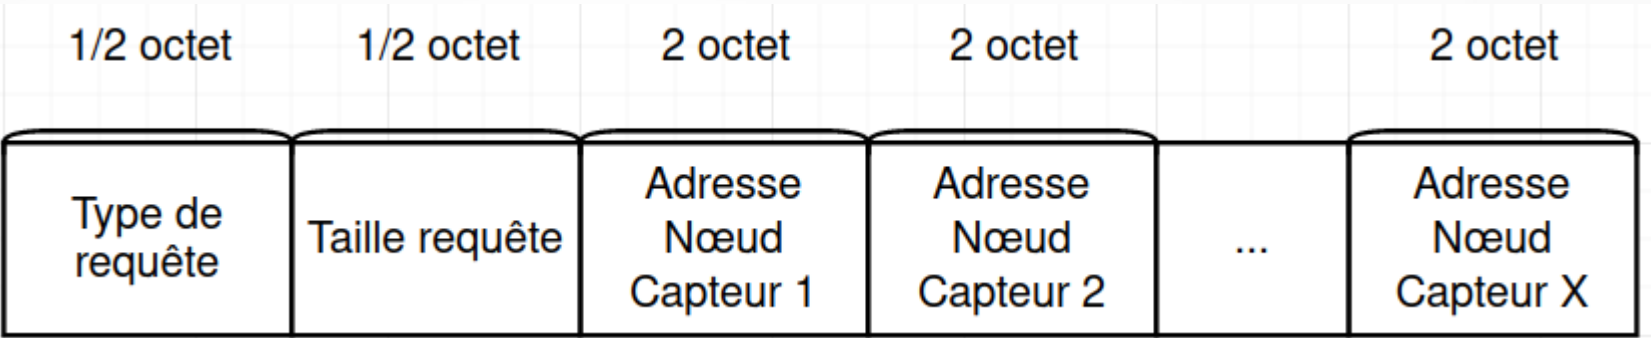 1/2 octet
1/2 octet
2 octet
2 octet
2 octet
Type de
requête
Taille requête
Adresse
Nœud
Capteur 1
Adresse
Nœud
Capteur 2
...
Adresse
Nœud
Capteur X